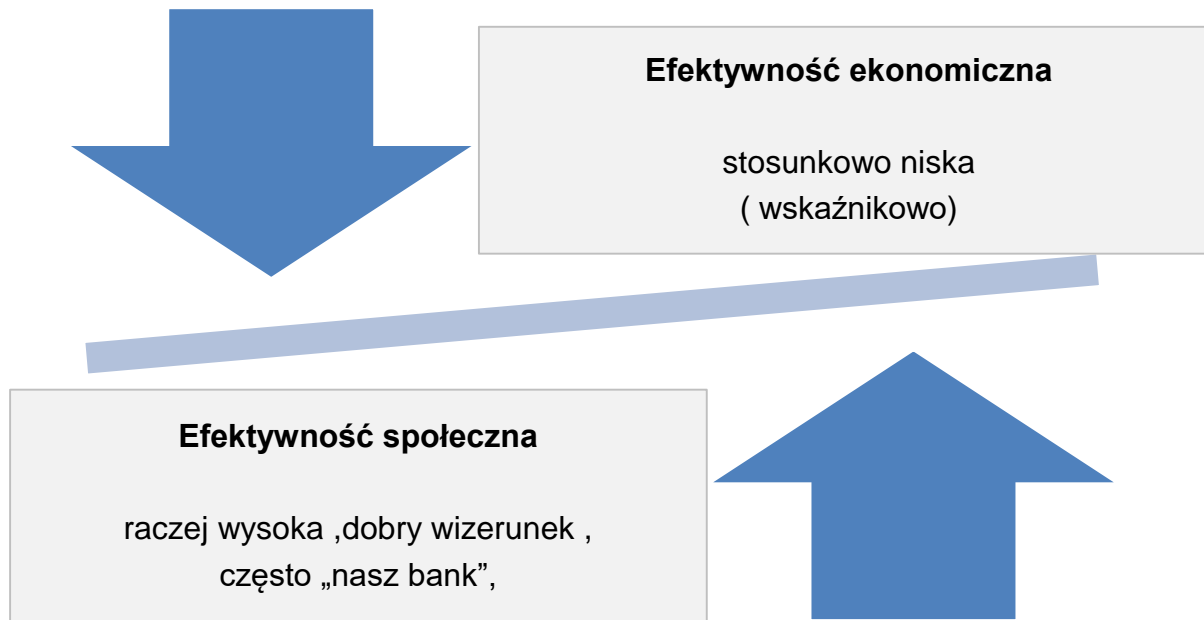 Efektywność ekonomiczna
stosunkowo niska
( wskaźnikowo)
Efektywność społeczna
raczej wysoka ,dobry wizerunek ,
często „nasz bank”,